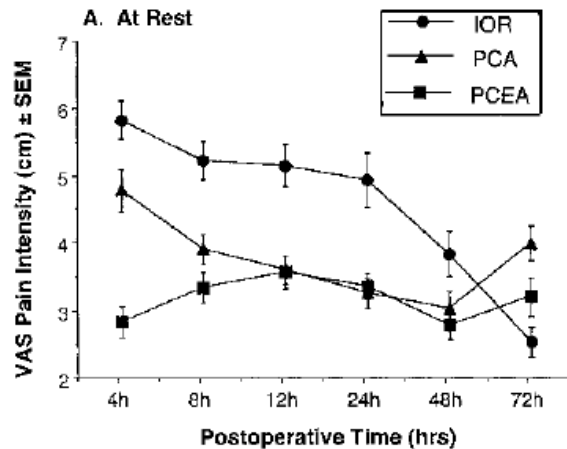 A. At Rest
IOR
PCA
PCEA
VAS Pain Intensity (cm) ± SEM
7
6
5
4
3
2
4h 8h 12h 24h 48h 72h
Postoperative Time (hrs)